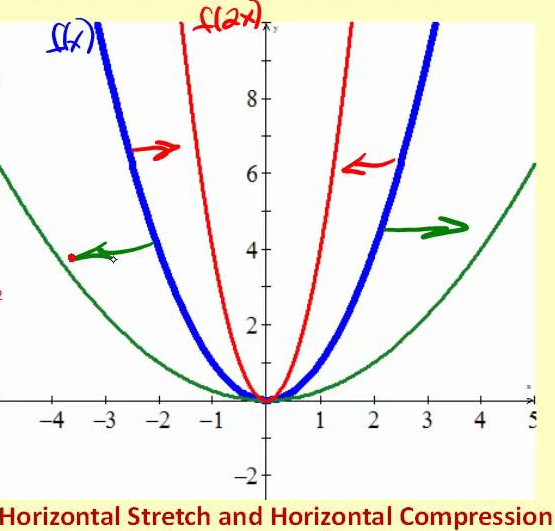 f(x) f(2x) y
8
6
4
2
-4 -3 -2 -1 1 2 3 4 5
-2
Horizontal Stretch and Horizontal Compression